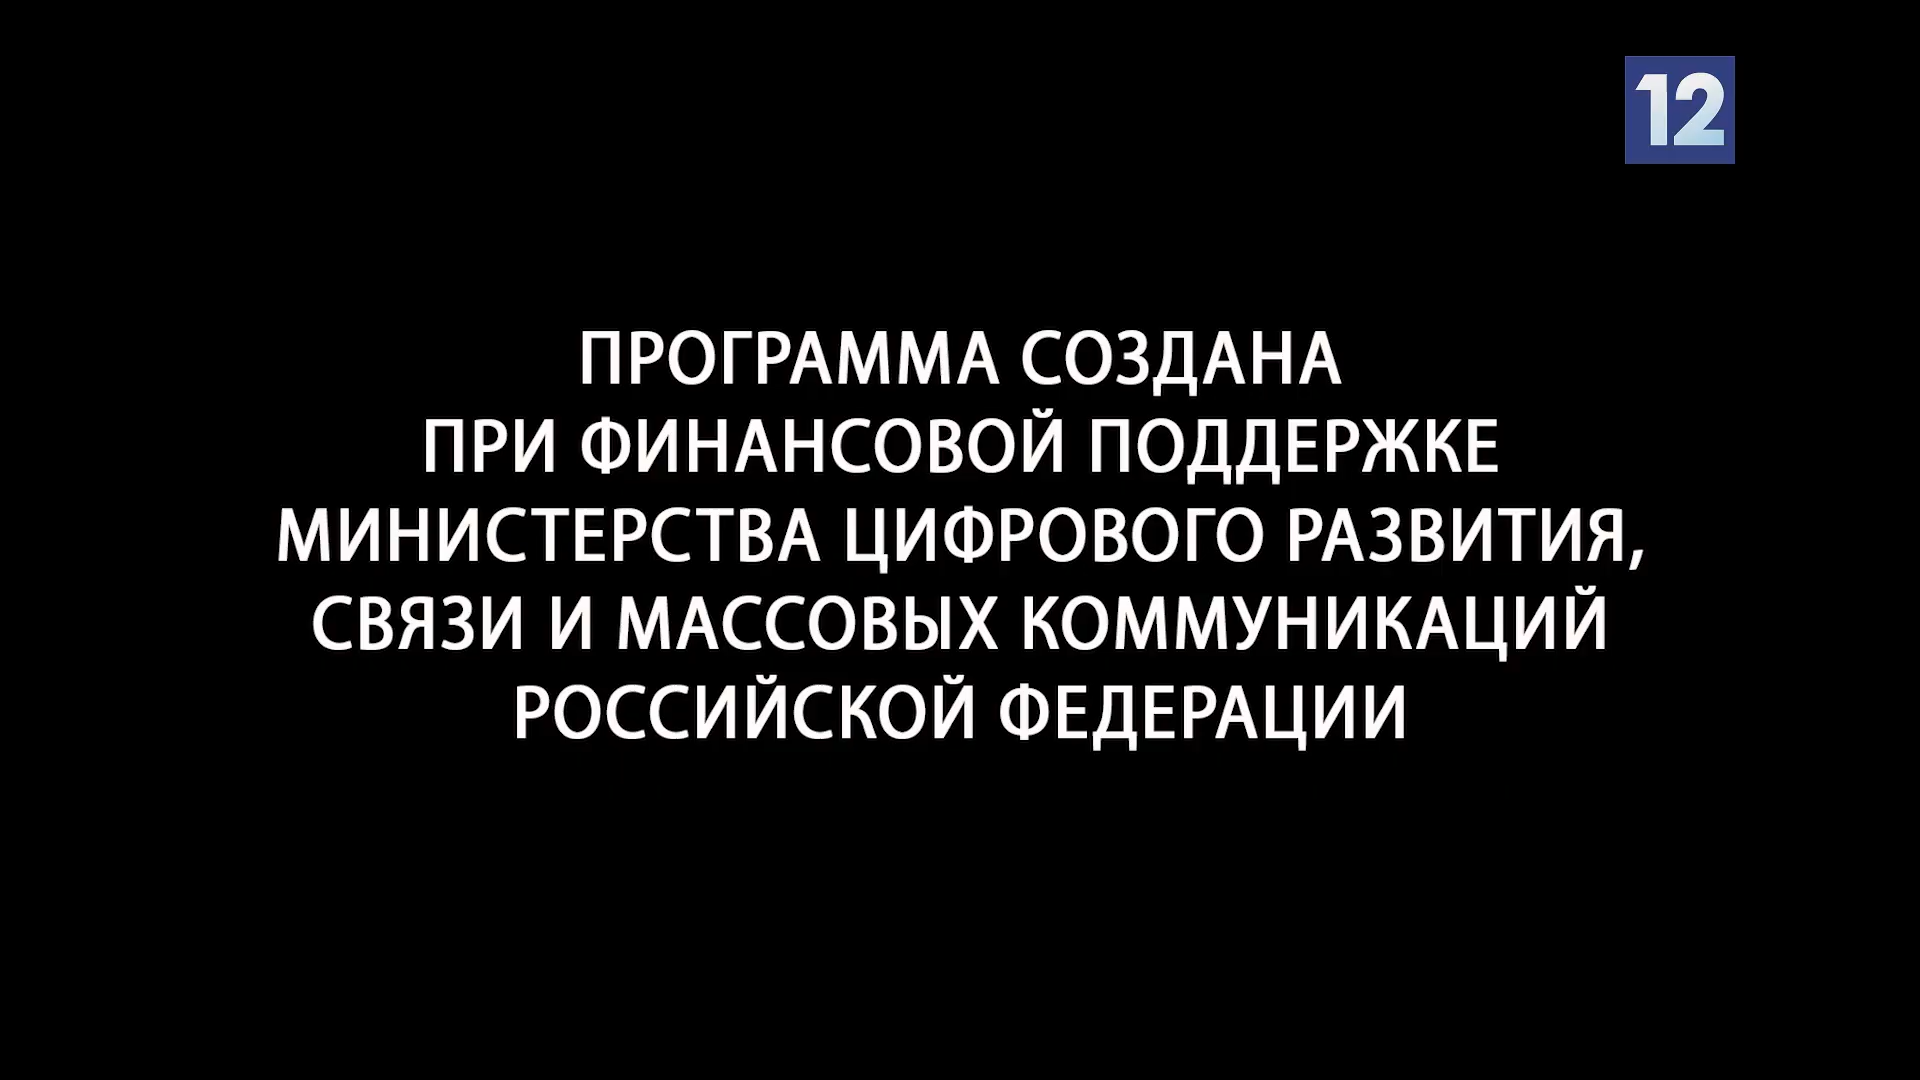 12
ПРОГРАММА СОЗДАНА
ПРИ ФИНАНСОВОЙ ПОДДЕРЖКЕ
МИНИСТЕРСТВА ЦИФРОВОГО РАЗВИТИЯ,
СВЯЗИ И МАССОВЫХ КОММУНИКАЦИЙ
РОССИЙСКОЙ ФЕДЕРАЦИИ